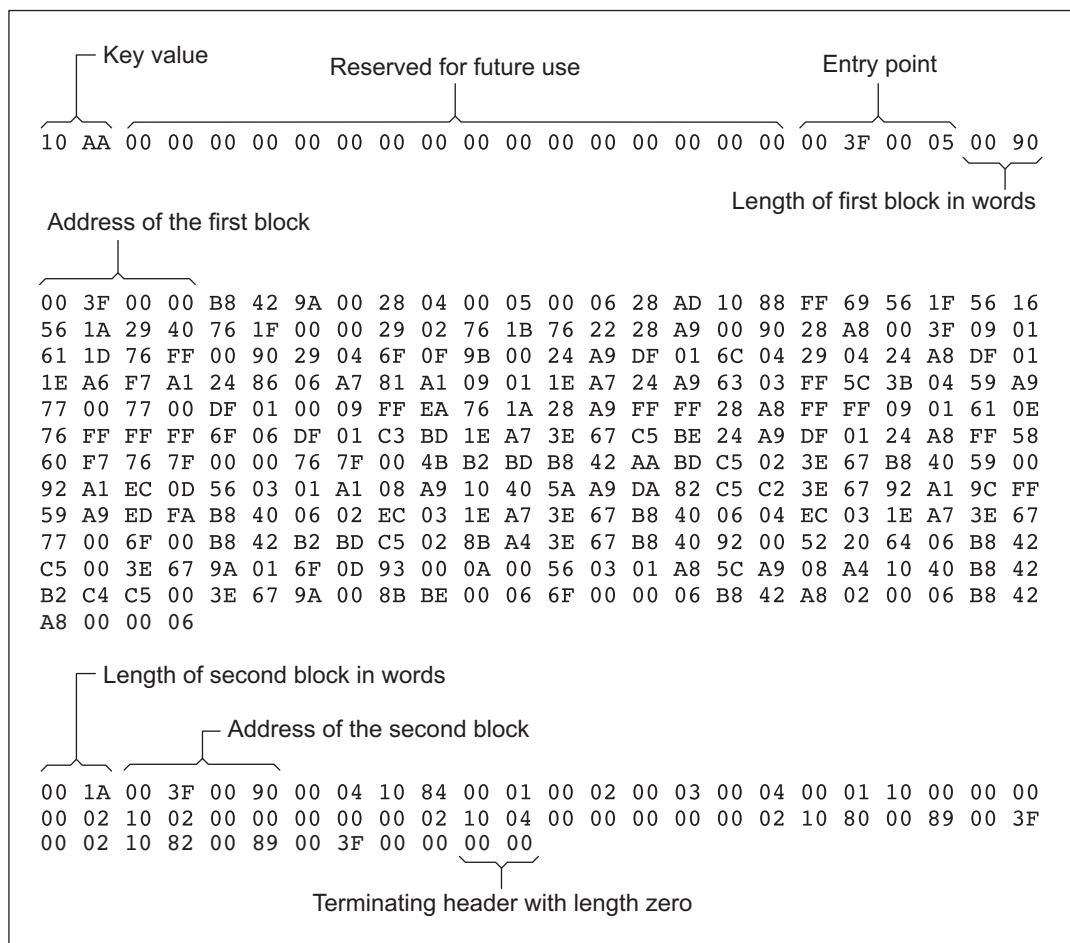 Key value
Reserved for future use
Entry point
10 AA 00 00 00 00 00 00 00 00 00 00 00 00 00 00 00 00 00 3F 00 05 00 90
Length of first block in words
Address of the first block
00 3F 00 00 B8 42 9A 00 28 04 00 05 00 06 28 AD 10 88 FF 69 56 1F 56 16
56 1A 29 40 76 1F 00 00 29 02 76 1B 76 22 28 A9 00 90 28 A8 00 3F 09 01
61 1D 76 FF 00 90 29 04 6F 0F 9B 00 24 A9 DF 01 6C 04 29 04 24 A8 DF 01
1E A6 F7 A1 24 86 06 A7 81 A1 09 01 1E A7 24 A9 63 03 FF 5C 3B 04 59 A9
77 00 77 00 DF 01 00 09 FF EA 76 1A 28 A9 FF FF 28 A8 FF FF 09 01 61 0E
76 FF FF FF 6F 06 DF 01 C3 BD 1E A7 3E 67 C5 BE 24 A9 DF 01 24 A8 FF 58
60 F7 76 7F 00 00 76 7F 00 4B B2 BD B8 42 AA BD C5 02 3E 67 B8 40 59 00
92 A1 EC 0D 56 03 01 A1 08 A9 10 40 5A A9 DA 82 C5 C2 3E 67 92 A1 9C FF
59 A9 ED FA B8 40 06 02 EC 03 1E A7 3E 67 B8 40 06 04 EC 03 1E A7 3E 67
77 00 6F 00 B8 42 B2 BD C5 02 8B A4 3E 67 B8 40 92 00 52 20 64 06 B8 42
C5 00 3E 67 9A 01 6F 0D 93 00 0A 00 56 03 01 A8 5C A9 08 A4 10 40 B8 42
B2 C4 C5 00 3E 67 9A 00 8B BE 00 06 6F 00 00 06 B8 42 A8 02 00 06 B8 42
A8 00 00 06
Length of second block in words
Address of the second block
00 1A 00 3F 00 90 00 04 10 84 00 01 00 02 00 03 00 04 00 01 10 00 00 00
00 02 10 02 00 00 00 00 00 02 10 04 00 00 00 00 00 02 10 80 00 89 00 3F
00 02 10 82 00 89 00 3F 00 00 00 00
Terminating header with length zero